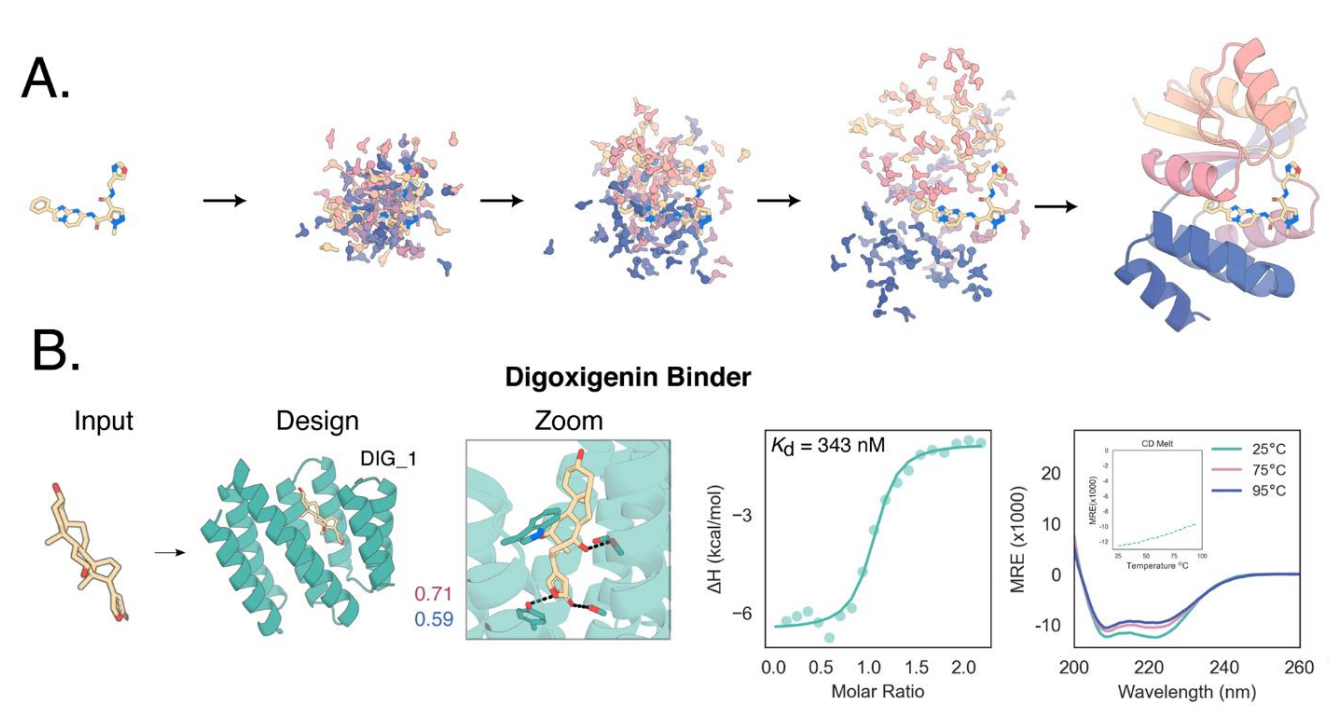 A.
B.
Digoxigenin Binder
Input
Design
Zoom
DIG_1
0.71
0.59
Kd = 343 nM
ΔH (kcal/mol)
−3
−6
0.0 0.5 1.0 1.5 2.0
Molar Ratio
MRE (x1000)
20
10
0
-10
200 220 240 260
Wavelength (nm)
CD Melt
MRE(x1000)
0
-2
-4
-6
-8
-10
-12
25 50 75 100
Temperature °C
25°C
75°C
95°C